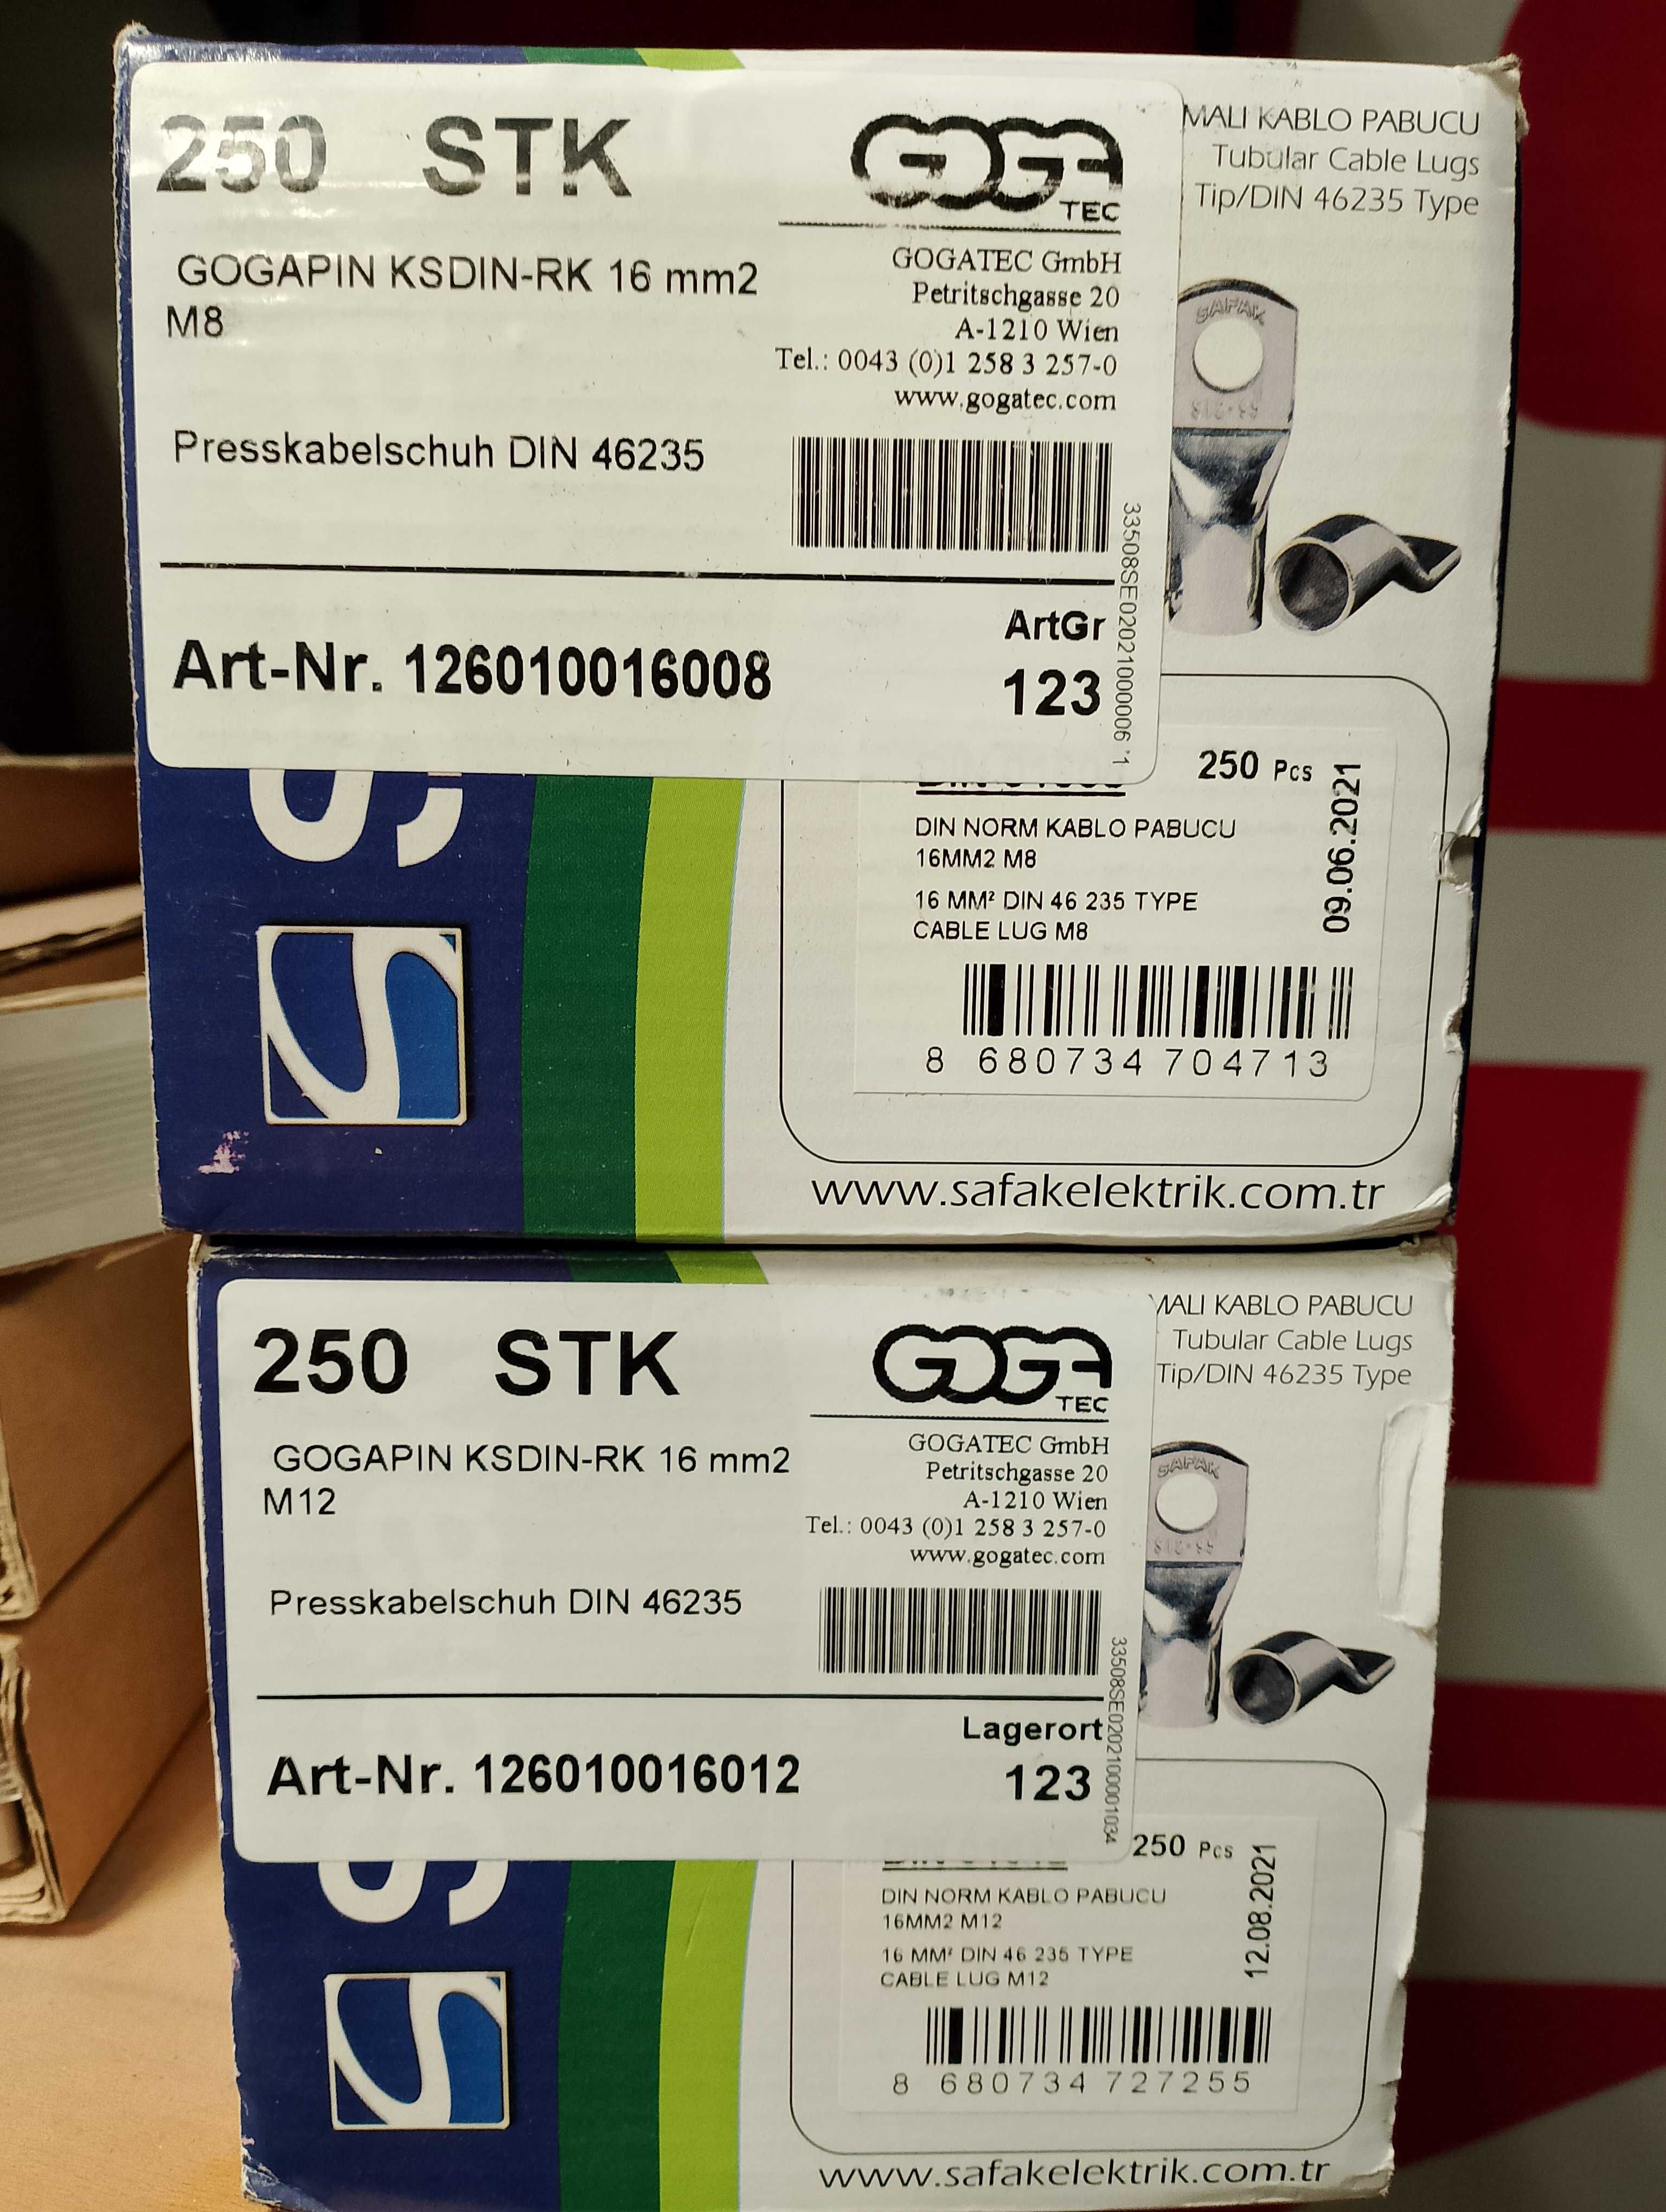 250 STK
GOGA
TEC
GOGAPIN KSDIN-RK 16 mm2
M8
GOGATEC GmbH
Petritschgasse 20
A-1210 Wien
Tel.: 0043 (0)1 258 3 257-0
www.gogatec.com
Presskabelschuh DIN 46235
33508SE02021000006 '1
ArtGr
Art-Nr. 126010016008
123
MALI KABLO PABUCU
Tubular Cable Lugs
Tip/DIN 46235 Type
SAFAK
250 Pcs
09.06.2021
DIN NORM KABLO PABUCU
16MM2 M8
16 MM² DIN 46 235 TYPE
CABLE LUG M8
8 680734 704713
www.safakelektrik.com.tr
250 STK
GOGA
TEC
GOGAPIN KSDIN-RK 16 mm2
M12
GOGATEC GmbH
Petritschgasse 20
A-1210 Wien
Tel.: 0043 (0)1 258 3 257-0
www.gogatec.com
Presskabelschuh DIN 46235
33508SE0202100001034
Lagerort
Art-Nr. 126010016012
123
MALI KABLO PABUCU
Tubular Cable Lugs
Tip/DIN 46235 Type
SAFAK
250 Pcs
12.08.2021
DIN NORM KABLO PABUCU
16MM2 M12
16 MM² DIN 46 235 TYPE
CABLE LUG M12
8 680734 727255
www.safakelektrik.com.tr